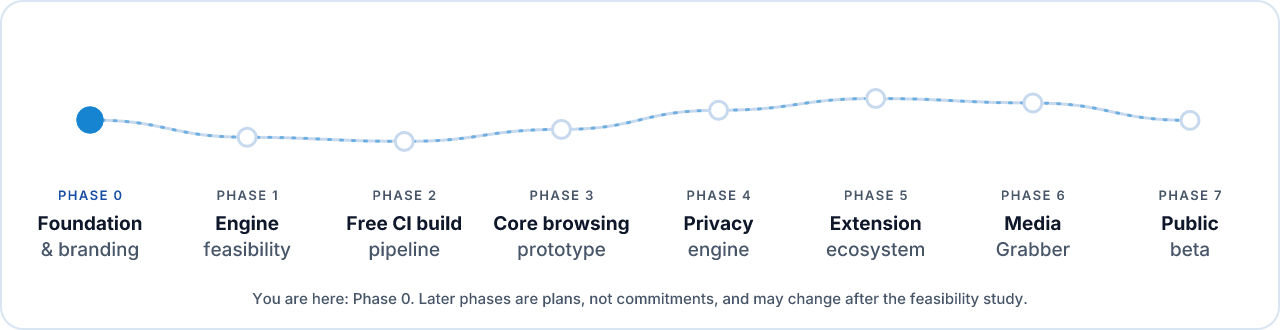 PHASE 0
Foundation
& branding
PHASE 1
Engine
feasibility
PHASE 2
Free CI build
pipeline
PHASE 3
Core browsing
prototype
PHASE 4
Privacy
engine
PHASE 5
Extension
ecosystem
PHASE 6
Media
Grabber
PHASE 7
Public
beta
You are here: Phase 0. Later phases are plans, not commitments, and may change after the feasibility study.